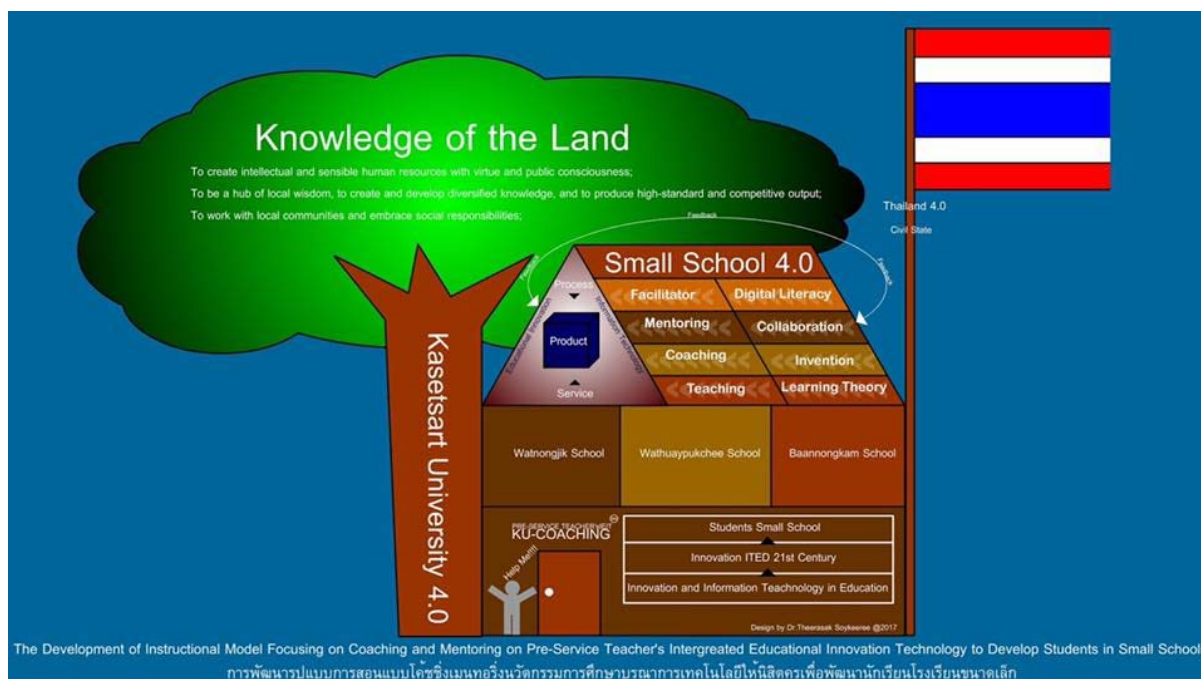 Knowledge of the Land
To create intellectual and sensible human resources with virtue and public consciousness;
To be a hub of local wisdom, to create and develop diversified knowledge, and to produce high-standard and competitive output;
To work with local communities and embrace social responsibilities;
Feedback
Thailand 4.0
Civil State
Feedback
Feedback
Small School 4.0
Process
Educational Innovation
Information Technology
Product
Service
Facilitator
Digital Literacy
Mentoring
Collaboration
Coaching
Invention
Teaching
Learning Theory
Kasetsart University 4.0
Watnongjik School
Wathuaypukchee School
Baannongkam School
PRE-SERVICE TEACHER
KU-COACHING
Help Me!!!!
Students Small School
Innovation ITED 21st Century
Innovation and Information Teachnology in Education
Design by Dr.Theerasak Soykeeree @2017
The Development of Instructional Model Focusing on Coaching and Mentoring on Pre-Service Teacher's Intergreated Educational Innovation Technology to Develop Students in Small School
การพัฒนารูปแบบการสอนแบบโค้ชชิ่งเมนทอริ่งนวัตกรรมการศึกษาบูรณาการเทคโนโลยีให้นิสิตครูเพื่อพัฒนานักเรียนโรงเรียนขนาดเล็ก